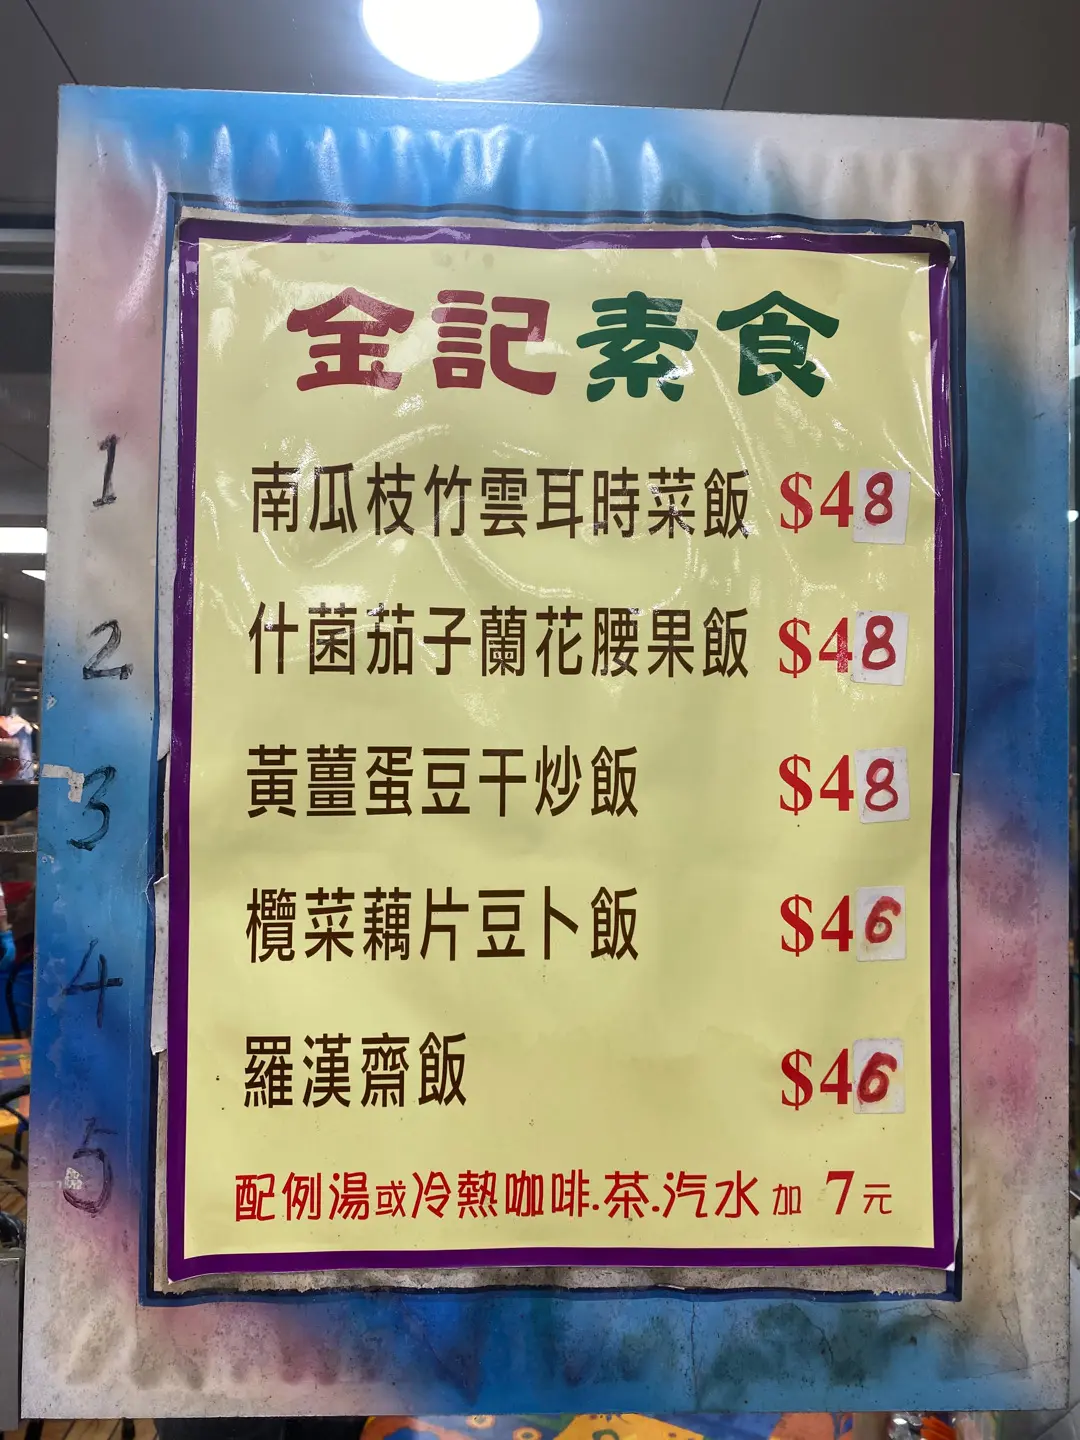 金記素食
1 南瓜枝竹雲耳時菜飯 $48
2 什菌茄子蘭花腰果飯 $48
3 黃薑蛋豆干炒飯 $48
4 欖菜藕片豆卜飯 $46
5 羅漢齋飯 $46
配例湯或冷熱咖啡.茶.汽水加 7元